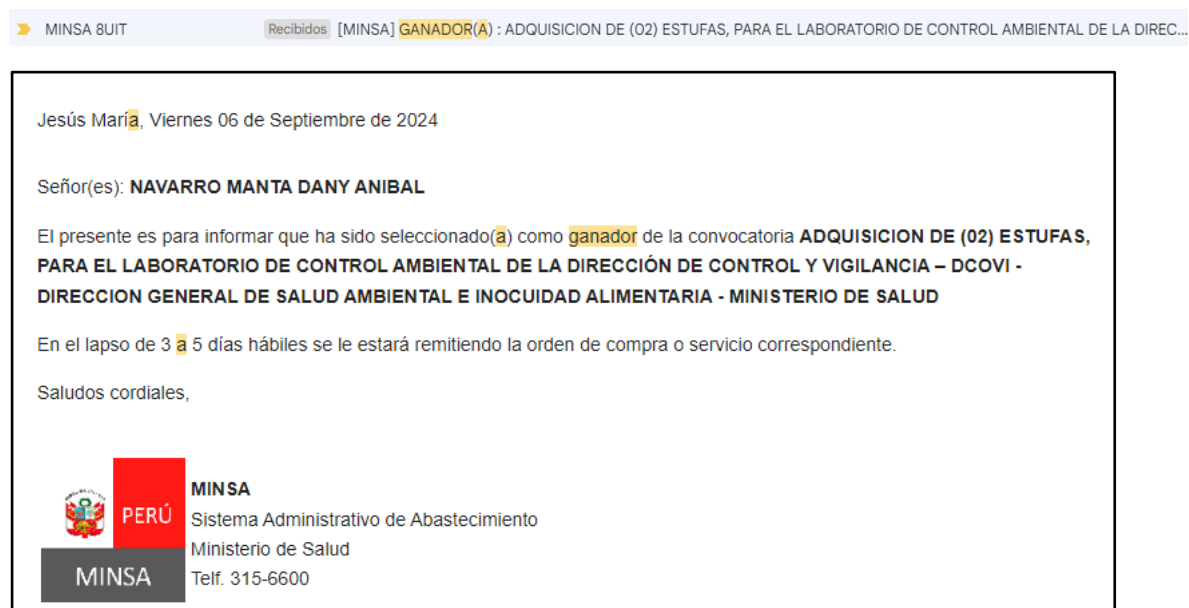 MINSA 8UIT Recibidos [MINSA] GANADOR(A) : ADQUISICION DE (02) ESTUFAS, PARA EL LABORATORIO DE CONTROL AMBIENTAL DE LA DIREC...
Jesús María, Viernes 06 de Septiembre de 2024
Señor(es): NAVARRO MANTA DANY ANIBAL
El presente es para informar que ha sido seleccionado(a) como ganador de la convocatoria ADQUISICION DE (02) ESTUFAS,
PARA EL LABORATORIO DE CONTROL AMBIENTAL DE LA DIRECCIÓN DE CONTROL Y VIGILANCIA – DCOVI -
DIRECCION GENERAL DE SALUD AMBIENTAL E INOCUIDAD ALIMENTARIA - MINISTERIO DE SALUD
En el lapso de 3 a 5 días hábiles se le estará remitiendo la orden de compra o servicio correspondiente.
Saludos cordiales,
PERÚ
MINSA
MINSA
Sistema Administrativo de Abastecimiento
Ministerio de Salud
Telf. 315-6600